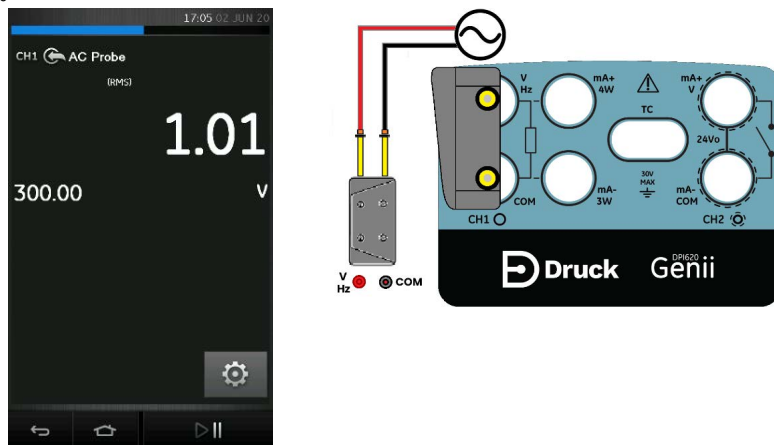 17:05 02 JUN 20
CH1 AC Probe
(RMS)
1.01
300.00 V
V
Hz
COM
V
Hz
mA+
4W
TC
mA+
V
24Vo
30V
MAX
COM
mA-
3W
mA-
COM
CH1
CH2
Druck
DPI620
Genii